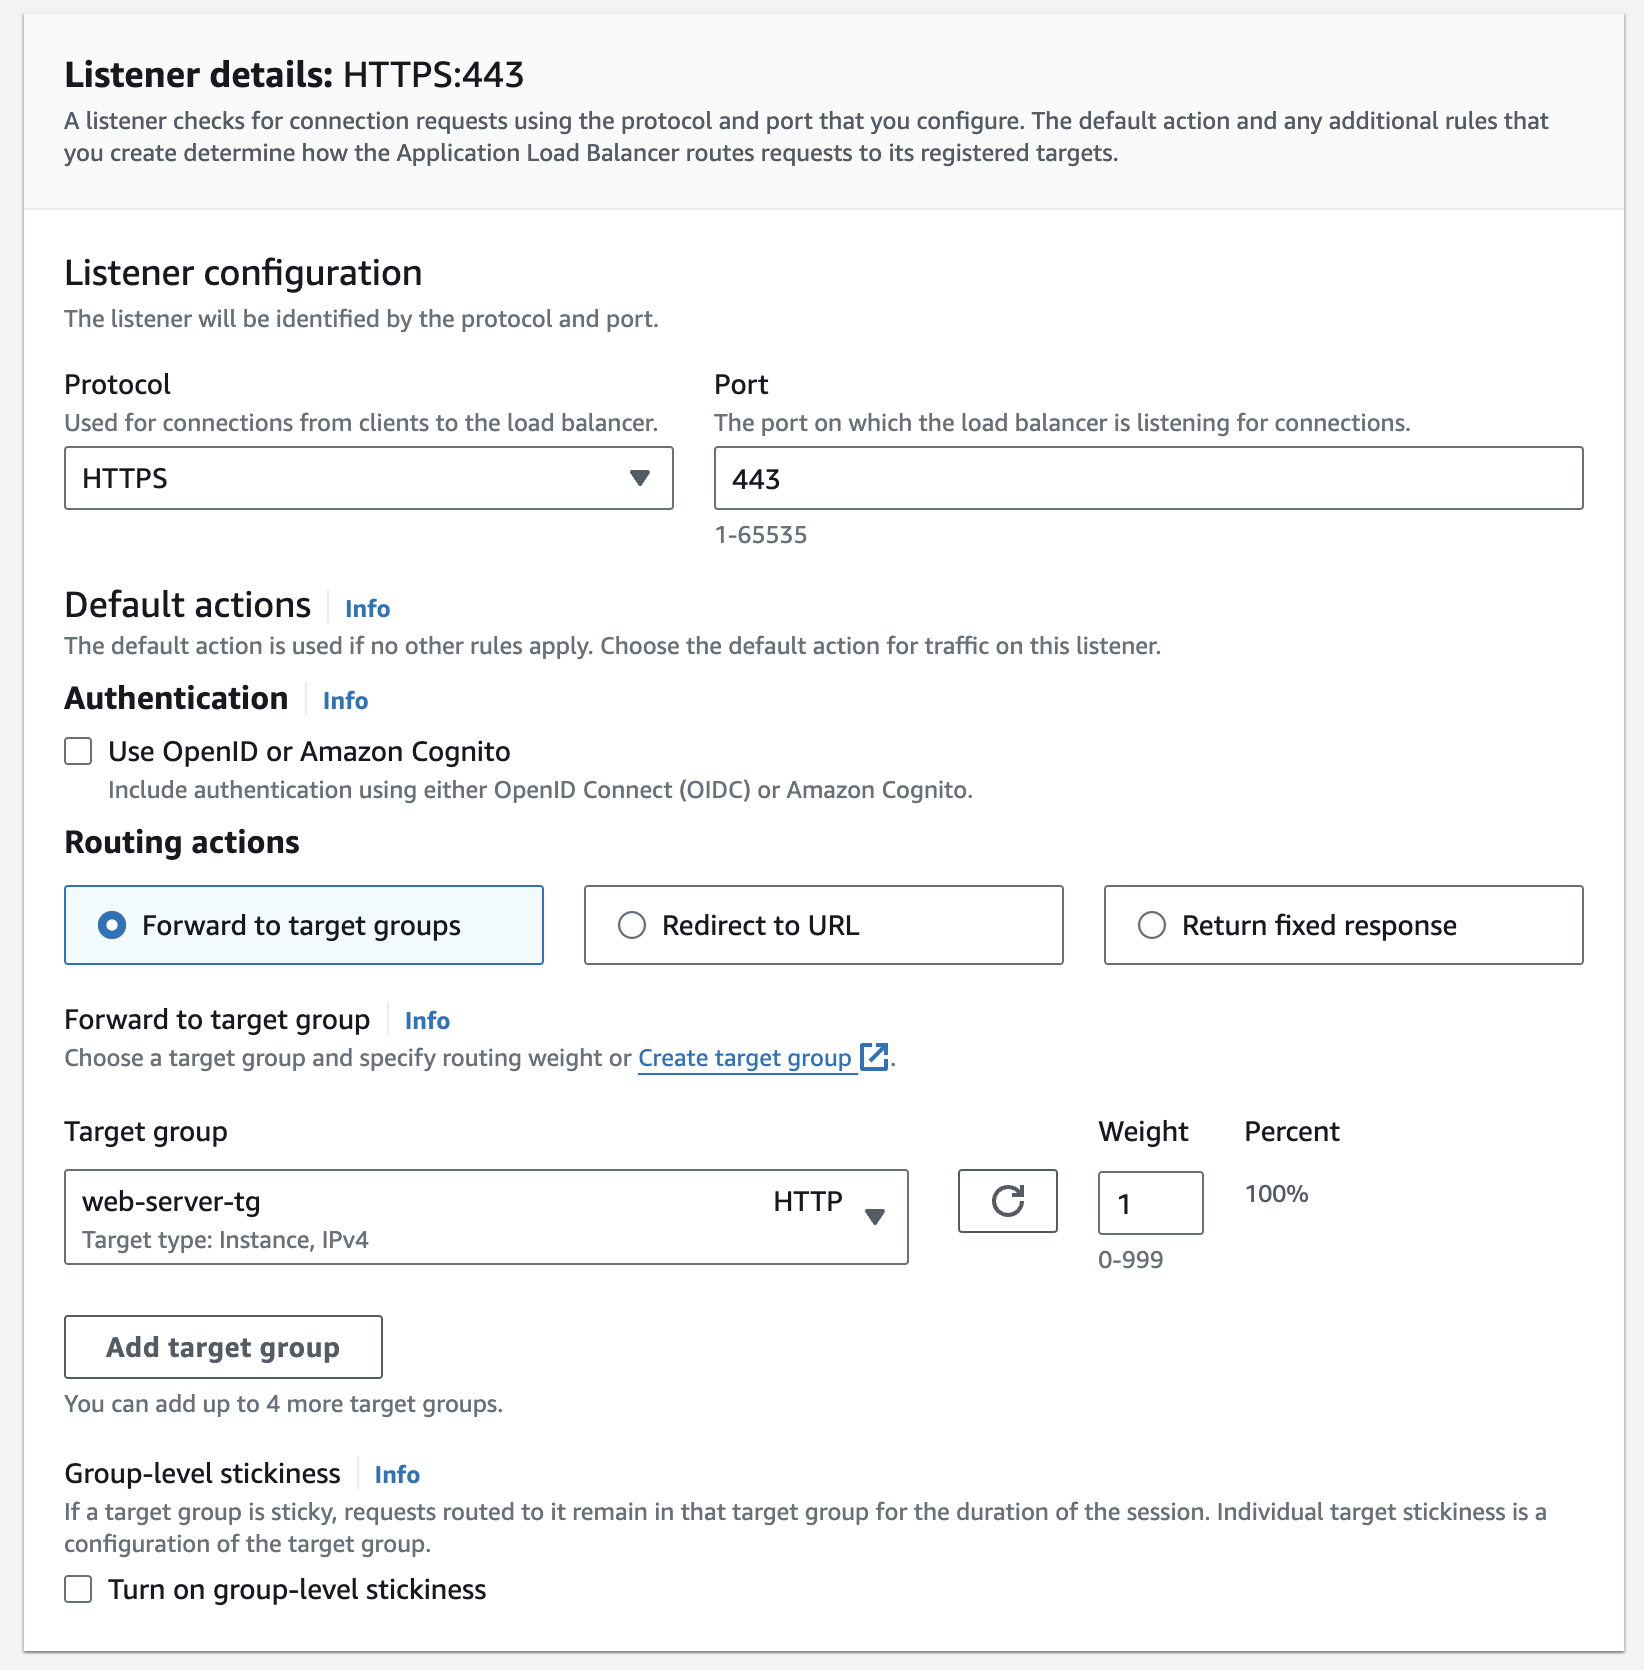 Listener details: HTTPS:443
A listener checks for connection requests using the protocol and port that you configure. The default action and any additional rules that
you create determine how the Application Load Balancer routes requests to its registered targets.
Listener configuration
The listener will be identified by the protocol and port.
Protocol
Used for connections from clients to the load balancer.
HTTPS
Port
The port on which the load balancer is listening for connections.
443
1-65535
Default actions Info
The default action is used if no other rules apply. Choose the default action for traffic on this listener.
Authentication Info
Use OpenID or Amazon Cognito
Include authentication using either OpenID Connect (OIDC) or Amazon Cognito.
Routing actions
Forward to target groups
Redirect to URL
Return fixed response
Forward to target group Info
Choose a target group and specify routing weight or Create target group .
Target group
web-server-tg HTTP
Target type: Instance, IPv4
Weight
1
0-999
Percent
100%
Add target group
You can add up to 4 more target groups.
Group-level stickiness Info
If a target group is sticky, requests routed to it remain in that target group for the duration of the session. Individual target stickiness is a
configuration of the target group.
Turn on group-level stickiness